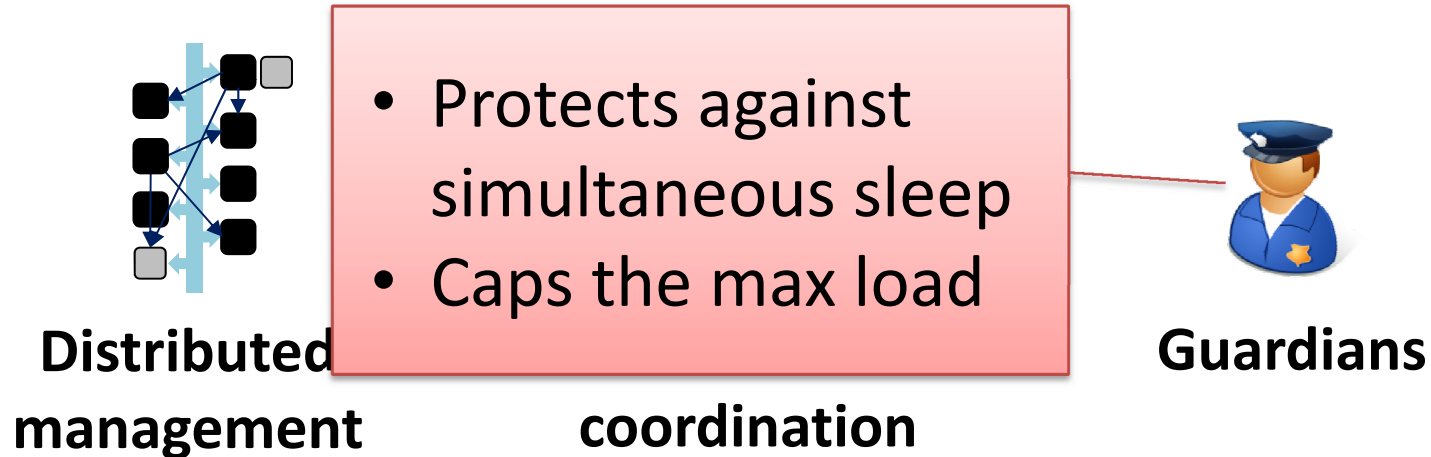 • Protects against
simultaneous sleep
• Caps the max load
Distributed
management
coordination
Guardians